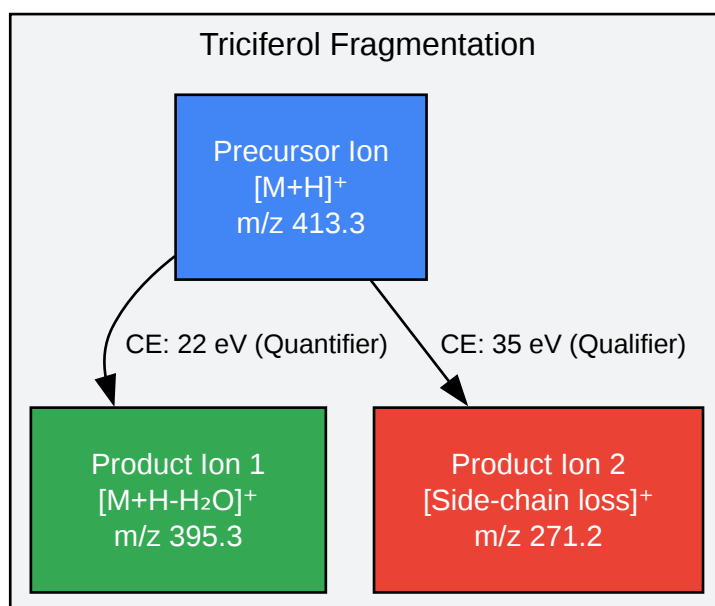 Triciferol Fragmentation
Precursor Ion
[M+H]⁺
m/z 413.3
CE: 22 eV (Quantifier)
CE: 35 eV (Qualifier)
Product Ion 1
[M+H-H₂O]⁺
m/z 395.3
Product Ion 2
[Side-chain loss]⁺
m/z 271.2